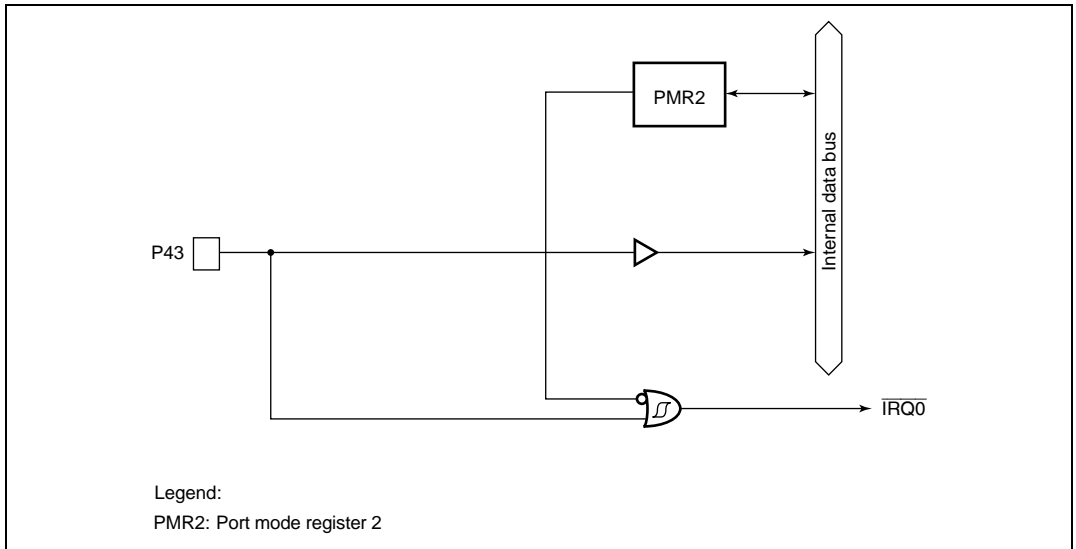 PMR2
Internal data bus
P43
IRQ0
Legend:
PMR2: Port mode register 2